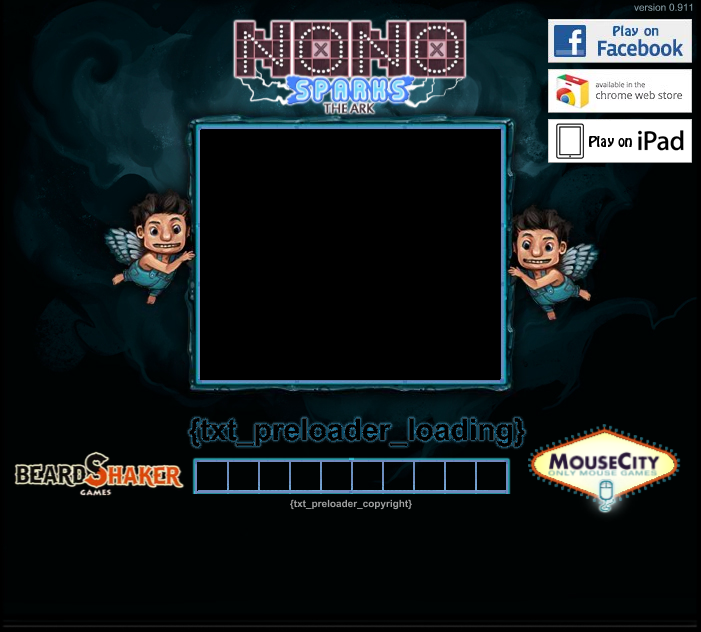 version 0.911
NONO
SPARKS
THE ARK
Play on
Facebook
available in the
chrome web store
Play on iPad
{txt_preloader_loading}
BEARDSHAKER
GAMES
MOUSECITY
ONLY MOUSE GAMES
{txt_preloader_copyright}